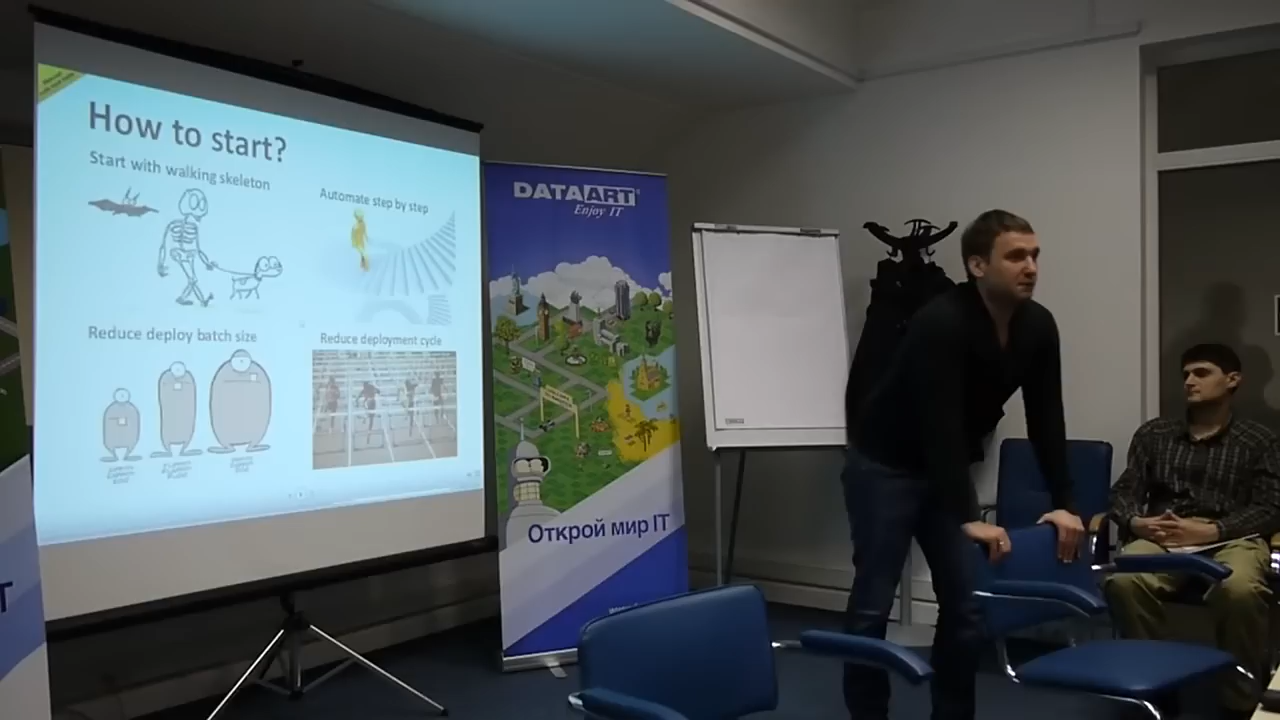 How to start?
Start with walking skeleton
Automate step by step
Reduce deploy batch size
Reduce deployment cycle
DATAART
Enjoy IT
Открой мир IT